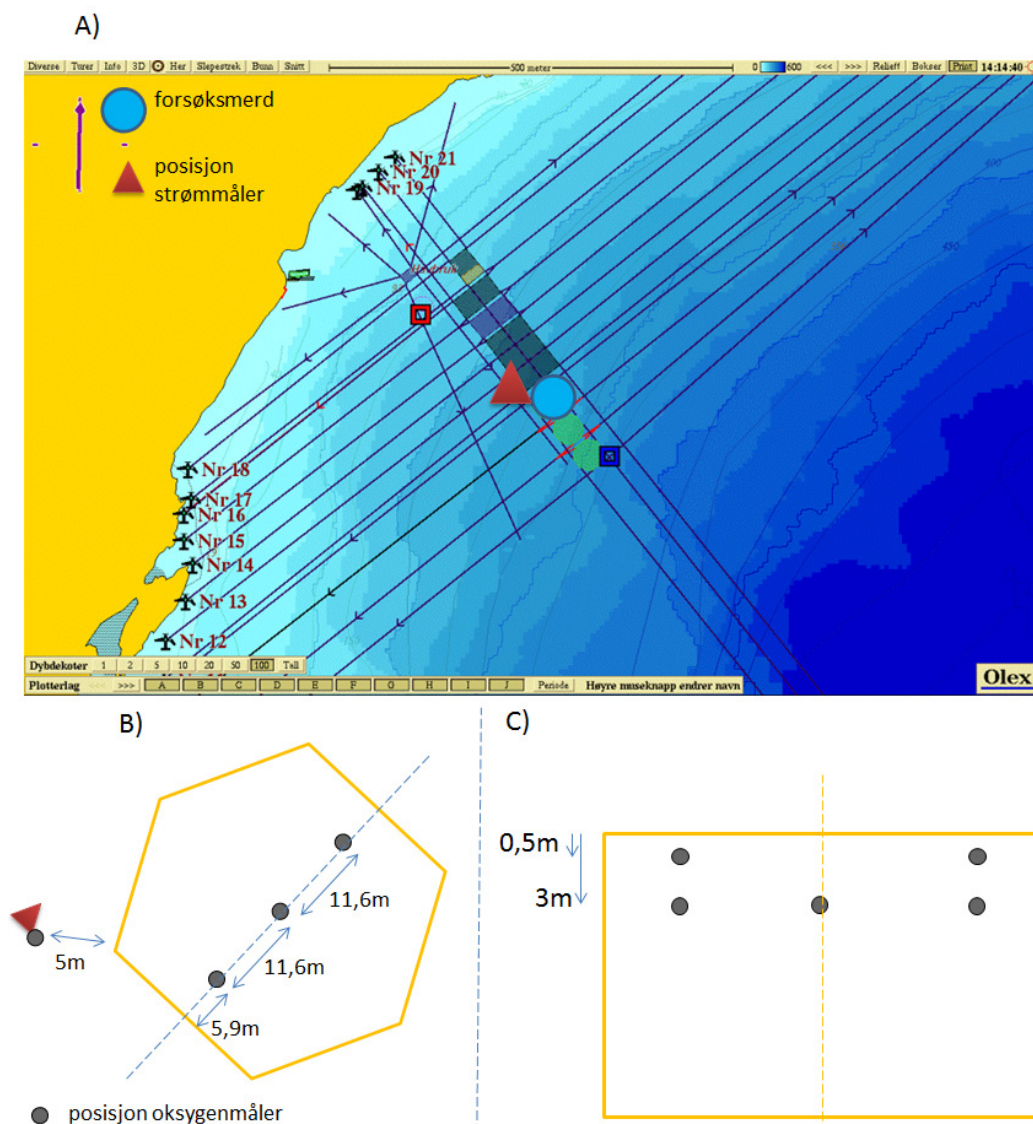 A)
Diverse Turer Info 3D Her Slepestrek Bunn Snitt 500 meter 0 600 <<< >>> Relieff Bokser Print 14:14:40
forsøksmerd
posisjon
strømmåler
Nr 21
Nr 20
Nr 19
Nr 18
Nr 17
Nr 16
Nr 15
Nr 14
Nr 13
Nr 12
Dybdekoter 1 2 5 10 20 50 100 Tall
Plotterlag <<< >>> A B C D E F G H I J Periode Høyre museknapp endrer navn
Olex
B)
11,6m
11,6m
5m
5,9m
posisjon oksygenmåler
C)
0,5m
3m